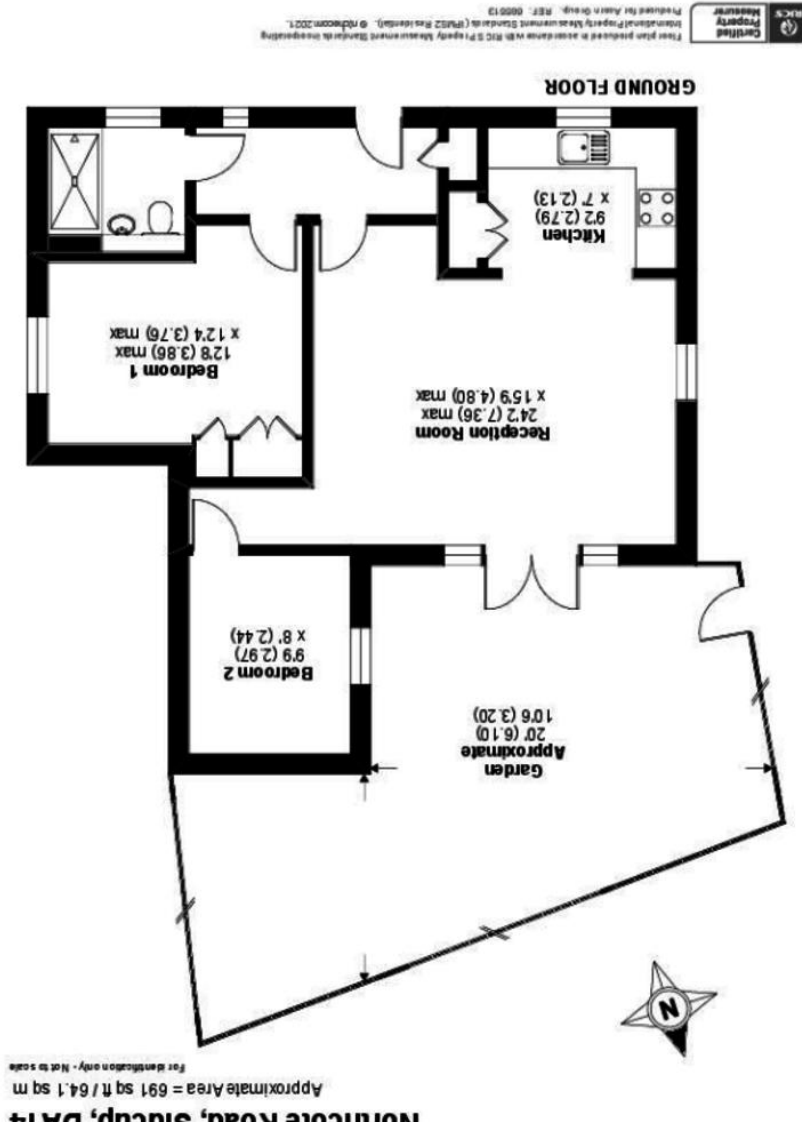 Northcote Road, Sidcup, DA14
Approximate Area = 691 sq ft / 64.1 sq m
For identification only - Not to scale
N
Garden
Approximate
20' (6.10)
10'6 (3.20)
Bedroom 2
9'9 (2.97)
x 8' (2.44)
Reception Room
24'2 (7.36) max
x 15'9 (4.80) max
Bedroom 1
12'8 (3.86) max
x 12'4 (3.76) max
Kitchen
9'2 (2.79)
x 7' (2.13)
GROUND FLOOR
Certified
Property
Measurer
RICS
Floor plan produced in accordance with RICS Property Measurement Standards incorporating
International Property Measurement Standards (IPMS2 Residential). © nichecom 2021.
Produced for Acorn Group. REF: